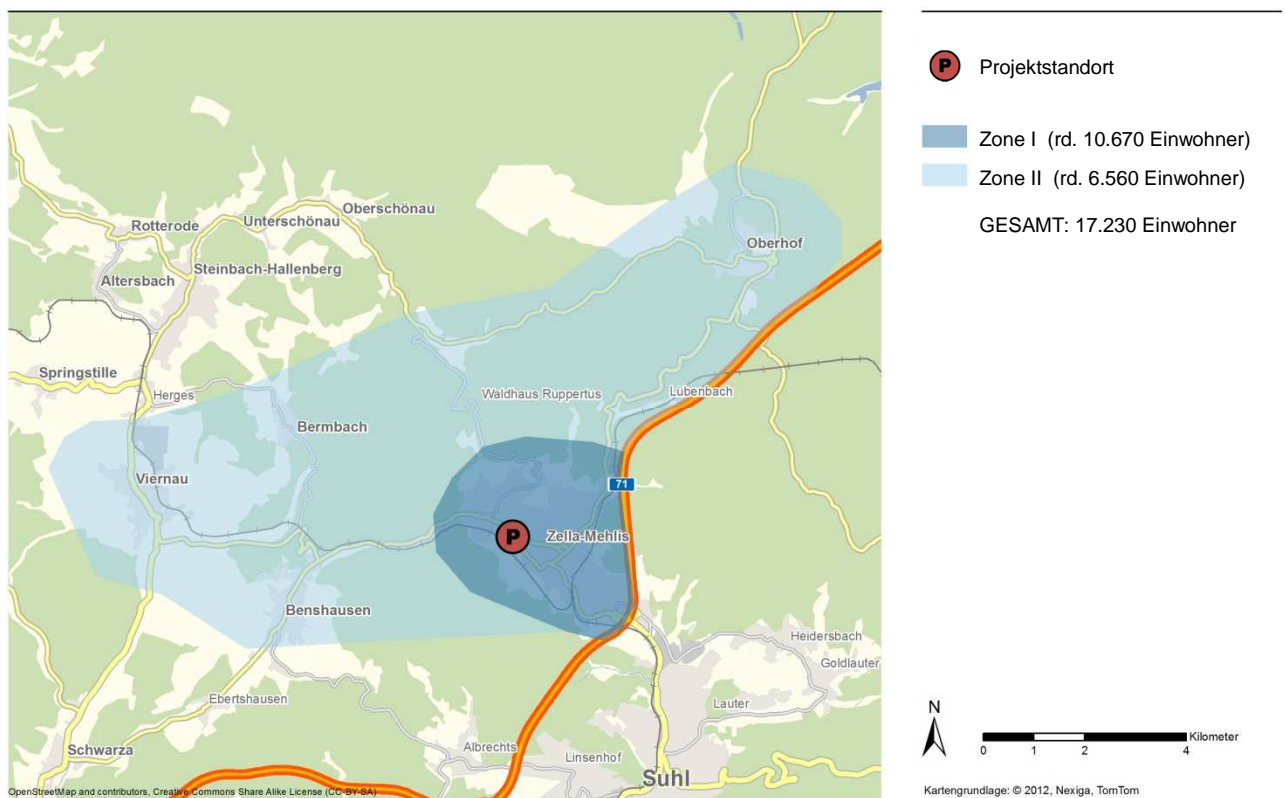 Oberschönau
Unterschönau
Rotterode
Oberhof
Steinbach-Hallenberg
Altersbach
Springstille
Herges
Waldhaus Ruppertus
Lübenbach
Bermbach
Viernau
71
P
Zella-Mehlis
Benshausen
Heidersbach
Goldlauter
Ebertshausen
Lauter
Schwarza
Albrechts
Linsenhof
Suhl
OpenStreetMap and contributors, Creative Commons Share Alike License (CC-BY-SA)
P Projektstandort
Zone I (rd. 10.670 Einwohner)
Zone II (rd. 6.560 Einwohner)
GESAMT: 17.230 Einwohner
N
Kilometer
0 1 2 4
Kartengrundlage: © 2012, Nexiga, TomTom